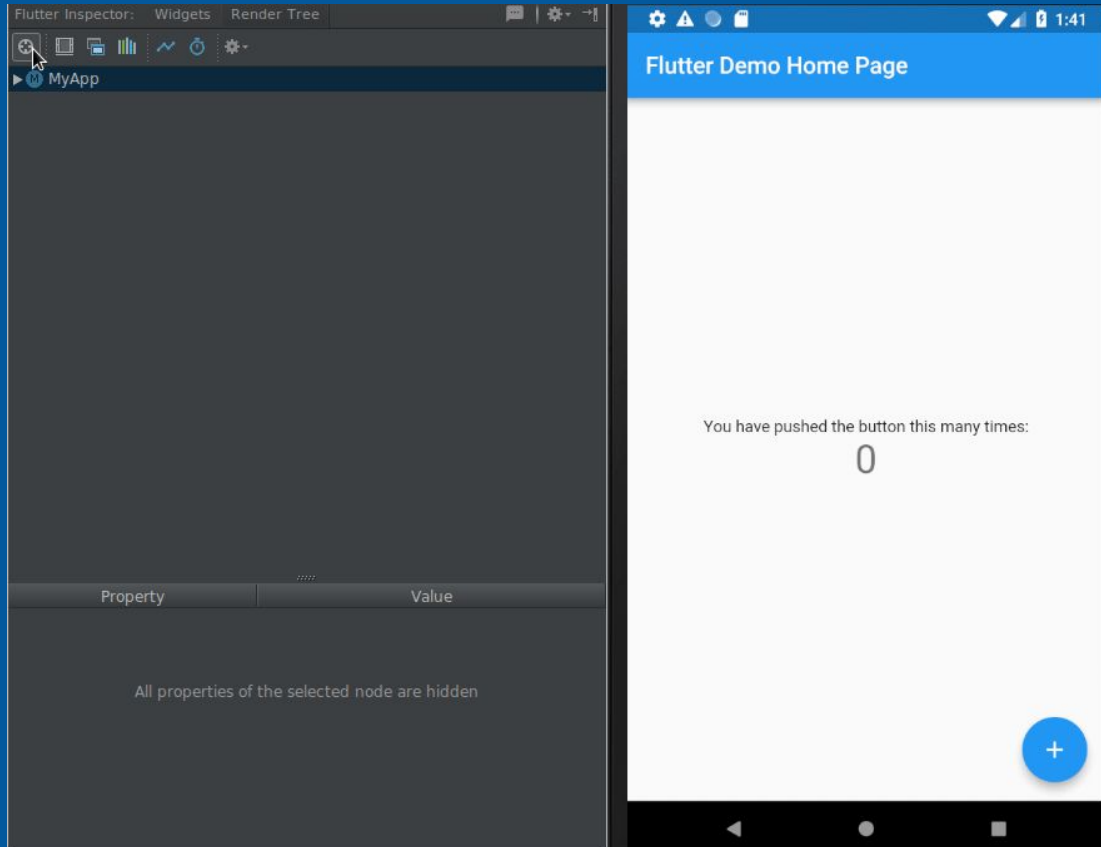 Flutter Inspector: Widgets Render Tree
MyApp
Property Value
All properties of the selected node are hidden
1:41
Flutter Demo Home Page
You have pushed the button this many times:
0